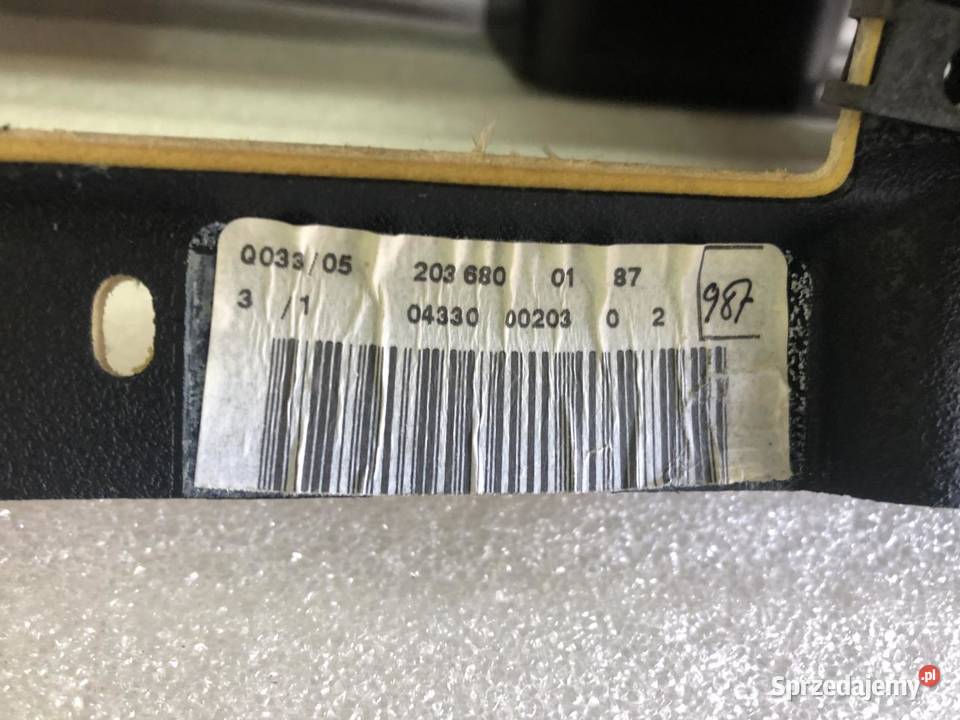 Q033/05 203 680 01 87
3 /1 04330 00203 0 2
987
Sprzedajemy.pl